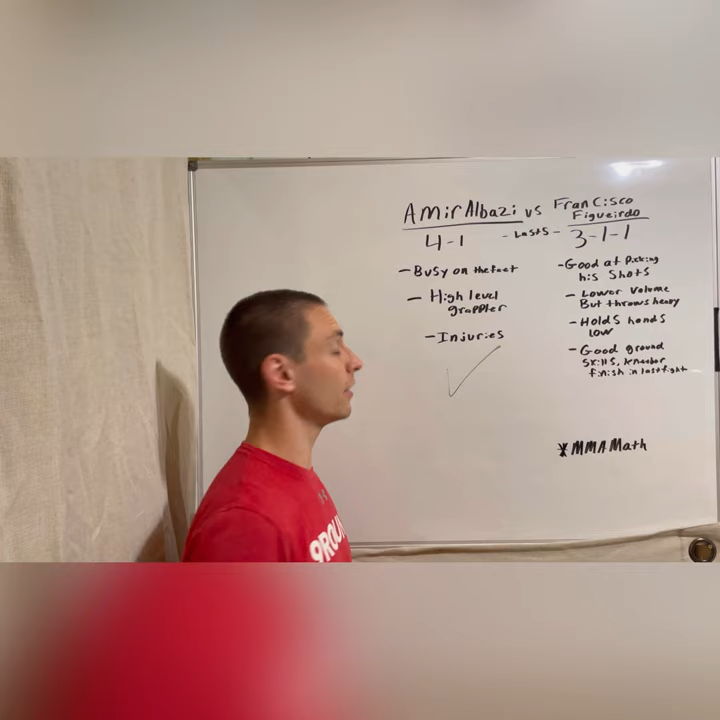 Amir Albazi vs Francisco
Figueirdo
4-1 - Last 5 - 3-1-1
- Busy on the feet
- High level
grappler
- Injuries
- Good at Picking
his Shots
- Lower Volume
But throws heavy
- Holds hands
low
- Good ground
skills, kneebar
finish in last fight
* MMA Math
9ROU